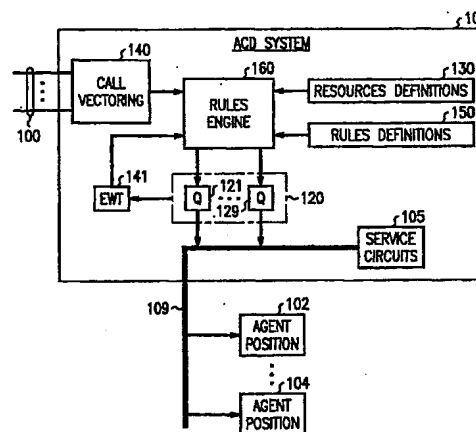 ACD SYSTEM
140
CALL
VECTORING
100
160
RULES
ENGINE
130
RESOURCES DEFINITIONS
150
RULES DEFINITIONS
141
EWT
121
Q
129
Q
120
105
SERVICE
CIRCUITS
109
102
AGENT
POSITION
104
AGENT
POSITION